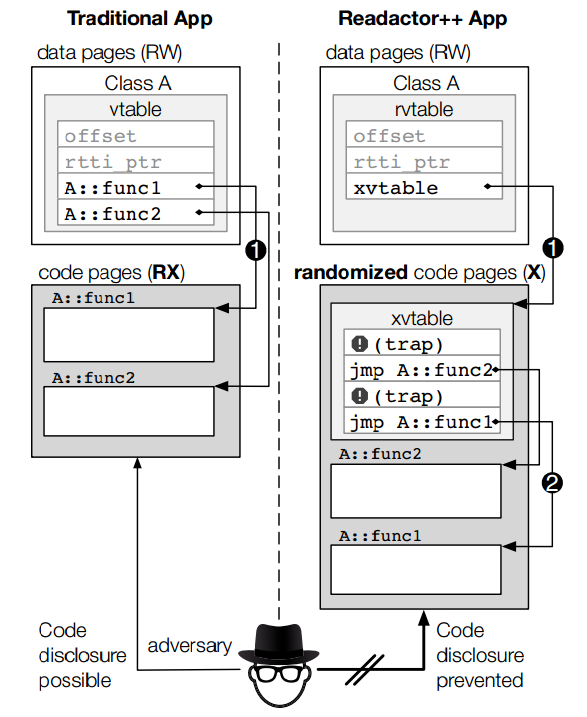 Traditional App
data pages (RW)
Class A
vtable
offset
rtti_ptr
A::func1
A::func2
1
code pages (RX)
A::func1
A::func2
Readactor++ App
data pages (RW)
Class A
rvtable
offset
rtti_ptr
xvtable
1
randomized code pages (X)
xvtable
! (trap)
jmp A::func2
! (trap)
jmp A::func1
2
A::func2
A::func1
Code
disclosure
possible
adversary
Code
disclosure
prevented